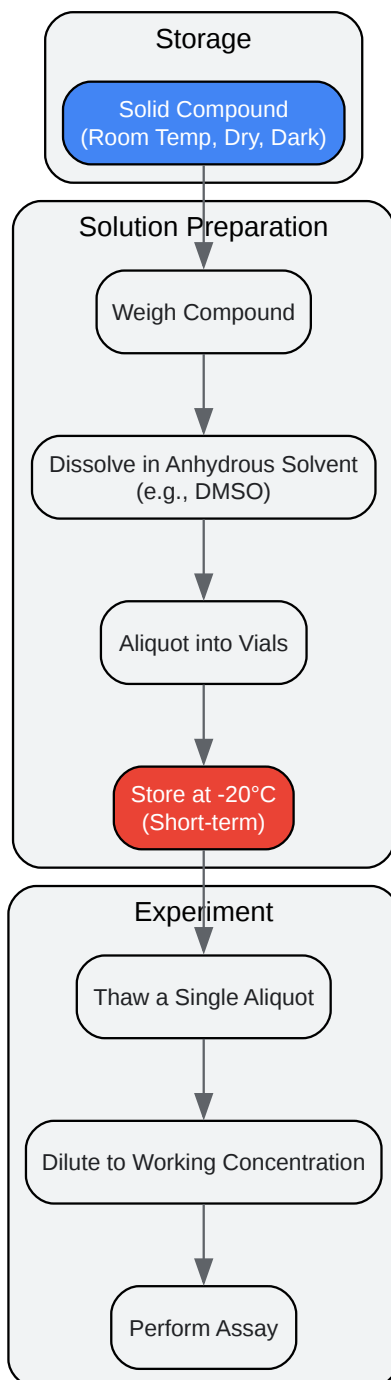 Storage
Solid Compound
(Room Temp, Dry, Dark)
Solution Preparation
Weigh Compound
Dissolve in Anhydrous Solvent
(e.g., DMSO)
Aliquot into Vials
Store at -20°C
(Short-term)
Experiment
Thaw a Single Aliquot
Dilute to Working Concentration
Perform Assay